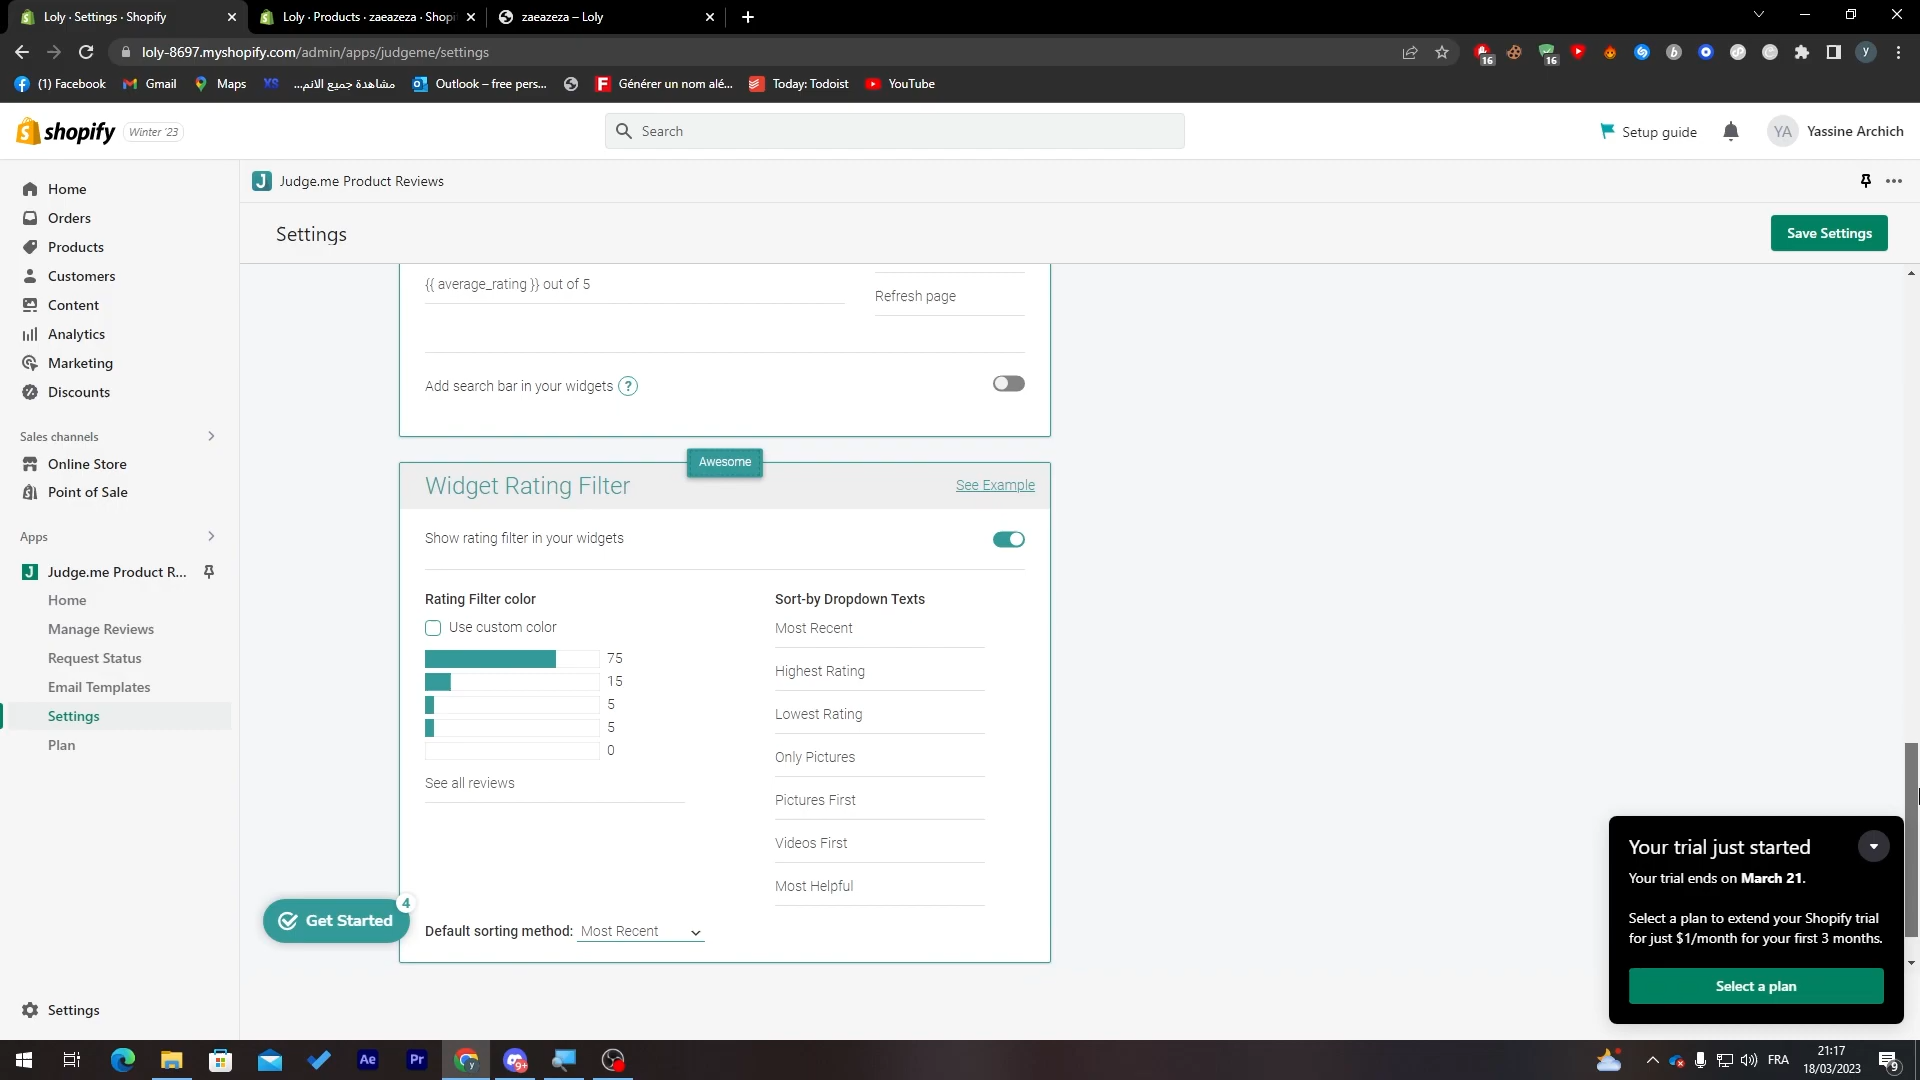 Loly · Settings · Shopify
Loly · Products · zaeazeza · Shopi
zaeazeza – Loly
loly-8697.myshopify.com/admin/apps/judgeme/settings
16
16
b
y
(1) Facebook
Gmail
Maps
XS
مشاهدة جميع الانم...
Outlook – free pers...
Générer un nom alé...
Today: Todoist
YouTube
shopify
Winter '23
Search
Setup guide
YA
Yassine Archich
Home
Orders
Products
Customers
Content
Analytics
Marketing
Discounts
Sales channels
Online Store
Point of Sale
Apps
Judge.me Product R...
Home
Manage Reviews
Request Status
Email Templates
Settings
Plan
Settings
Judge.me Product Reviews
Settings
Save Settings
{{ average_rating }} out of 5
Refresh page
Add search bar in your widgets ?
Awesome
Widget Rating Filter
See Example
Show rating filter in your widgets
Rating Filter color
Use custom color
75
15
5
5
0
See all reviews
Sort-by Dropdown Texts
Most Recent
Highest Rating
Lowest Rating
Only Pictures
Pictures First
Videos First
Most Helpful
Default sorting method: Most Recent
Get Started
4
Your trial just started
Your trial ends on March 21.
Select a plan to extend your Shopify trial
for just $1/month for your first 3 months.
Select a plan
Ae
Pr
9+
FRA
21:17
18/03/2023
9